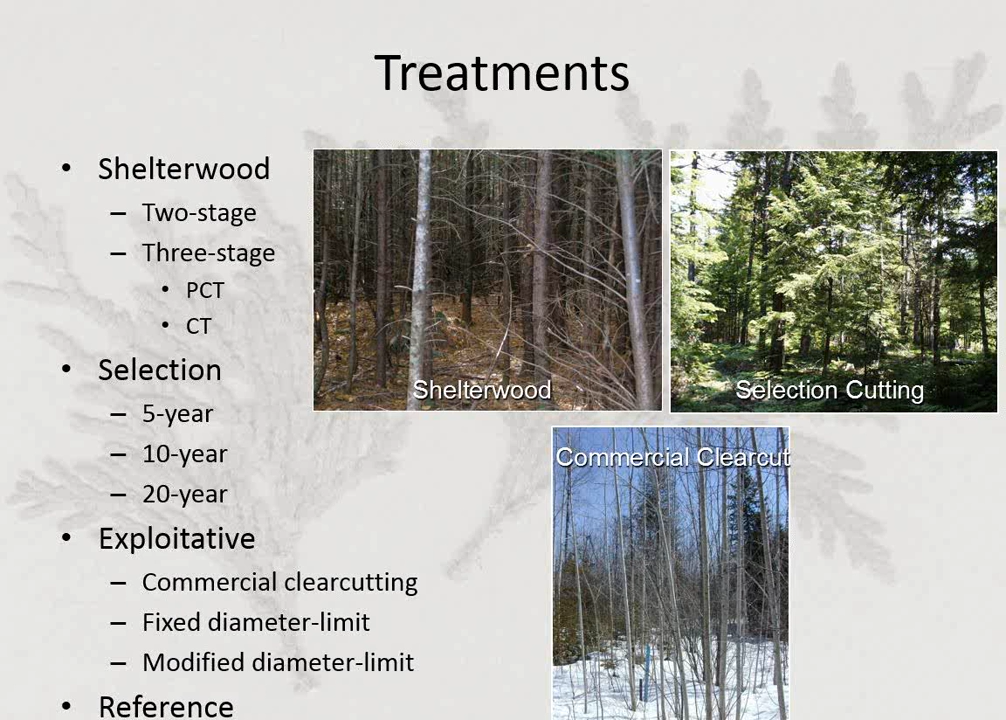 Treatments
• Shelterwood
– Two-stage
– Three-stage
• PCT
• CT
• Selection
– 5-year
– 10-year
– 20-year
• Exploitative
– Commercial clearcutting
– Fixed diameter-limit
– Modified diameter-limit
• Reference
Shelterwood
Selection Cutting
Commercial Clearcut